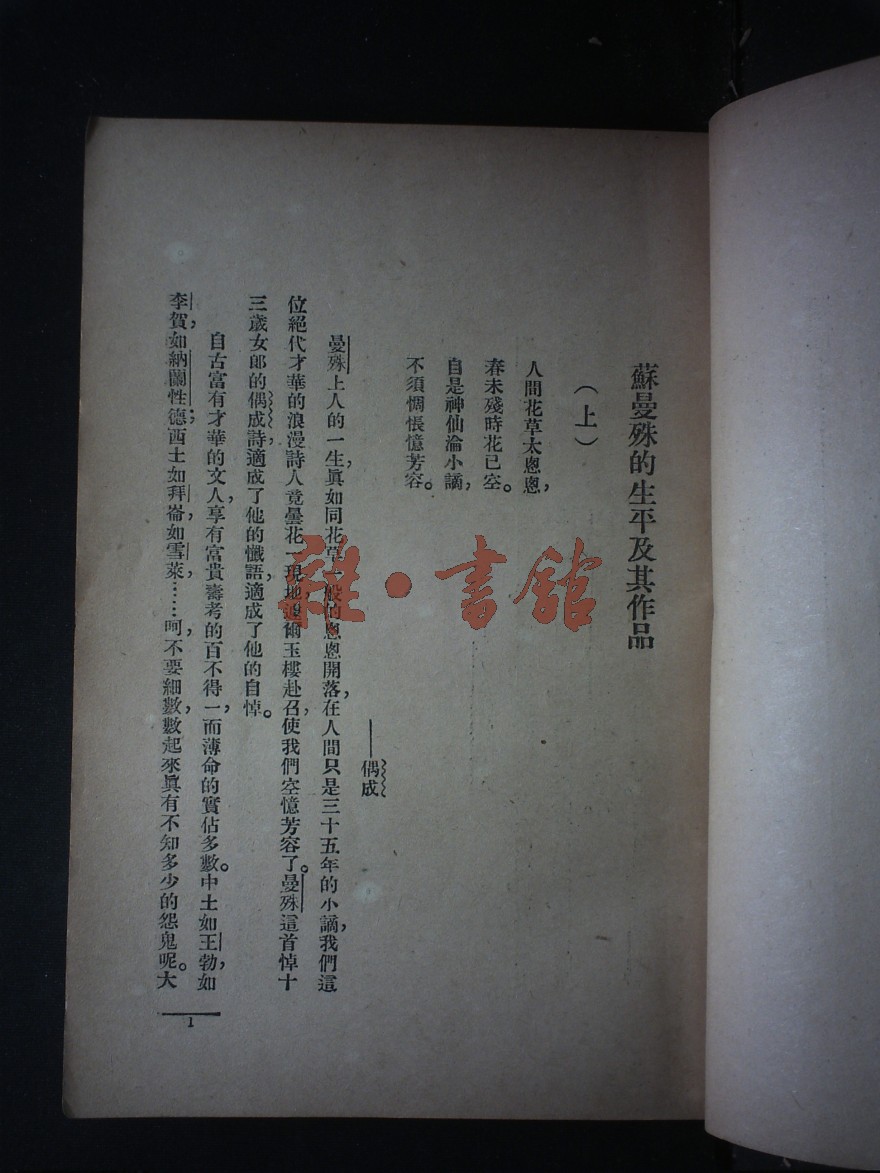 蘇曼殊的生平及其作品
（上）
人間花草太悤悤，
春未殘時花已空。
自是神仙淪小謫，
不須惆悵憶芳容。
——偶成
曼殊上人的一生，眞如同花草一般的悤悤開落，在人間只是三十五年的小謫，我們這
位絕代才華的浪漫詩人竟曇花一現地，遽爾玉樓赴召，使我們空憶芳容了。曼殊這首悼十
三歲女郎的偶成詩，適成了他的懺語，適成了他的自悼。
自古富有才華的文人，享有富貴壽考的百不得一，而薄命的實佔多數。中土如王勃，如
李賀，如納蘭性德，西土如拜崙，如雪萊，……呵，不要細數，數起來眞有不知多少的怨鬼呢。大
1
雜·書館